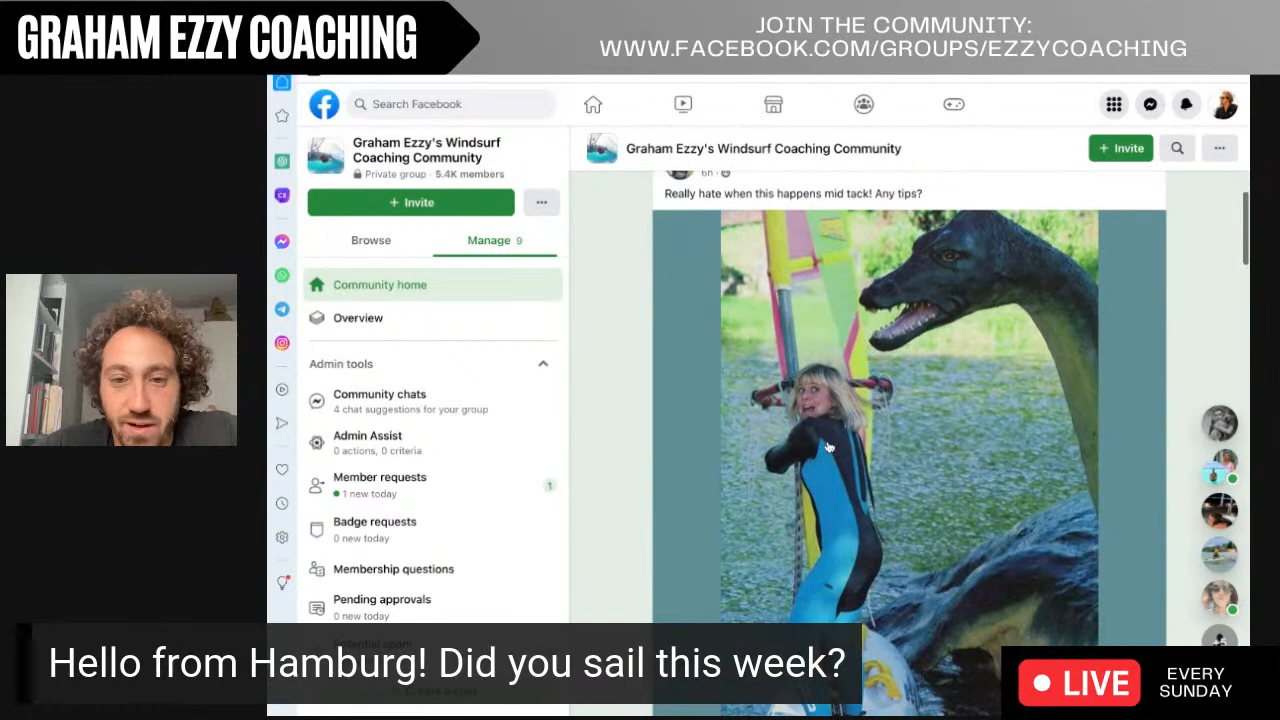 GRAHAM EZZY COACHING
JOIN THE COMMUNITY:
WWW.FACEBOOK.COM/GROUPS/EZZYCOACHING
Search Facebook
Graham Ezzy's Windsurf
Coaching Community
Private group · 5.4K members
+ Invite
Browse
Manage 9
Community home
Overview
Admin tools
Community chats
4 chat suggestions for your group
Admin Assist
0 actions, 0 criteria
Member requests
1 new today
1
Badge requests
0 new today
Membership questions
Pending approvals
0 new today
Potential spam
Graham Ezzy's Windsurf Coaching Community
+ Invite
6h
Really hate when this happens mid tack! Any tips?
Hello from Hamburg! Did you sail this week?
LIVE
EVERY
SUNDAY